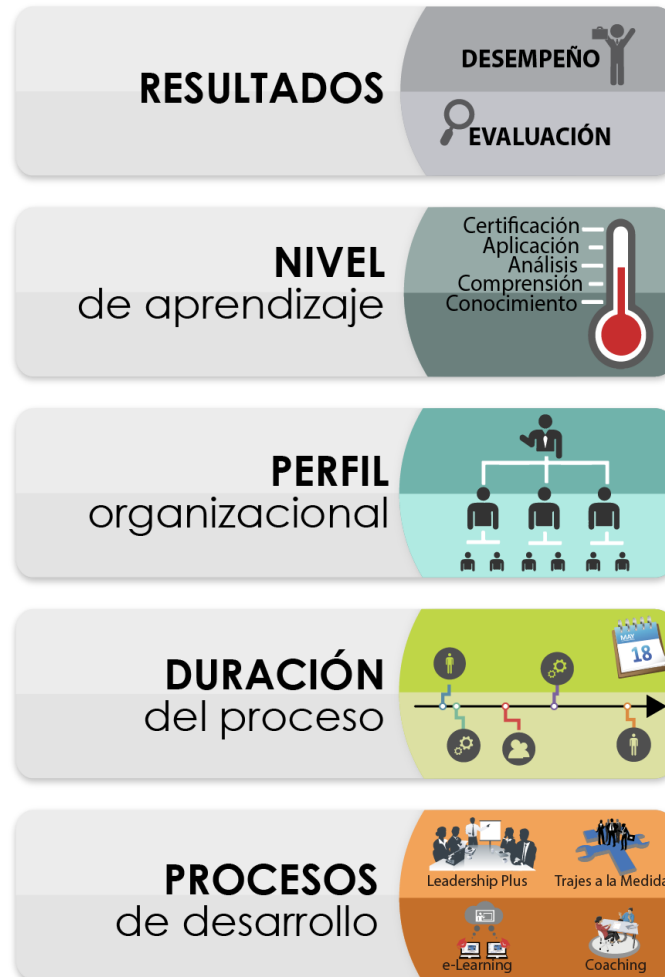 RESULTADOS
DESEMPEÑO
EVALUACIÓN
NIVEL
de aprendizaje
Certificación
Aplicación
Análisis
Comprensión
Conocimiento
PERFIL
organizacional
DURACIÓN
del proceso
MAY
18
PROCESOS
de desarrollo
Leadership Plus
Trajes a la Medida
e-Learning
Coaching